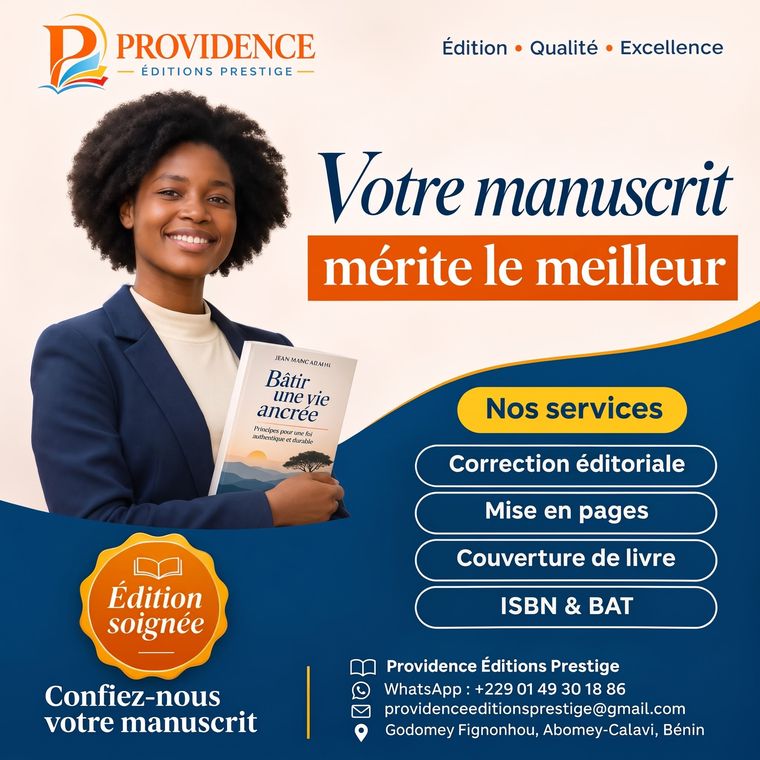 PROVIDENCE
ÉDITIONS PRESTIGE
Édition • Qualité • Excellence
Votre manuscrit
mérite le meilleur
JEAN MARC
Bâtir
une vie
ancrée
Principes pour une foi
authentique et durable
Nos services
Correction éditoriale
Mise en pages
Couverture de livre
ISBN & BAT
Édition
soignée
Confiez-nous
votre manuscrit
Providence Éditions Prestige
WhatsApp : +229 01 49 30 18 86
providenceeditionsprestige@gmail.com
Godomey Fignonhou, Abomey-Calavi, Bénin